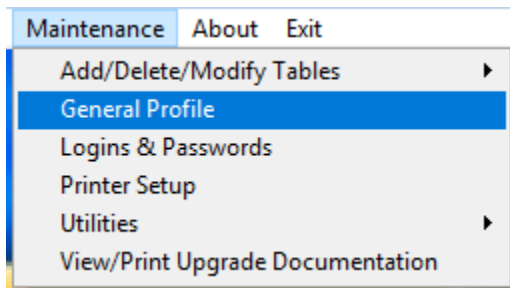 Maintenance About Exit
Add/Delete/Modify Tables
General Profile
Logins & Passwords
Printer Setup
Utilities
View/Print Upgrade Documentation